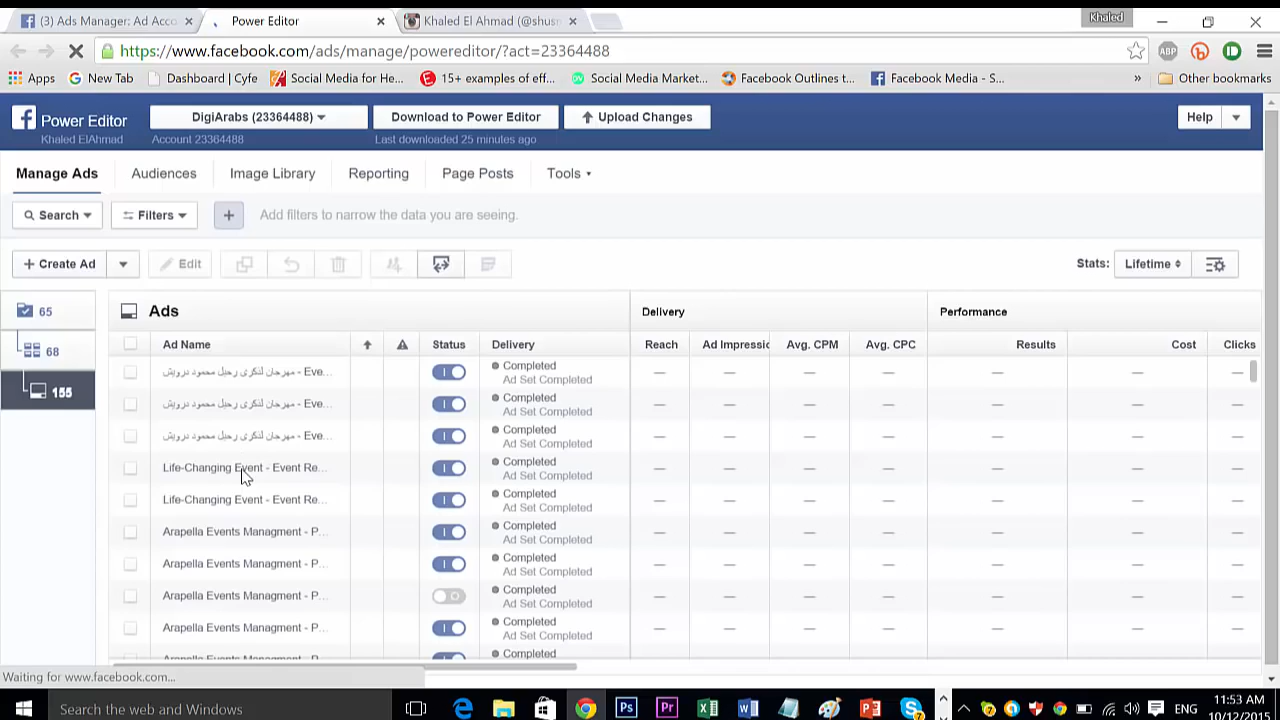 (3) Ads Manager: Ad Acco
Power Editor
Khaled El Ahmad (@shusm
Khaled
https://www.facebook.com/ads/manage/powereditor/?act=23364488
ABP
Apps
New Tab
Dashboard | Cyfe
Social Media for He...
15+ examples of eff...
Social Media Market...
Facebook Outlines t...
Facebook Media - S...
»
Other bookmarks
Power Editor
Khaled ElAhmad
DigiArabs (23364488)
Account 23364488
Download to Power Editor
Last downloaded 25 minutes ago
Upload Changes
Help
Manage Ads
Audiences
Image Library
Reporting
Page Posts
Tools
Search
Filters
+
Add filters to narrow the data you are seeing.
+ Create Ad
Edit
Stats:
Lifetime
65
68
155
Ads
Delivery
Performance
Ad Name
Status
Delivery
Reach
Ad Impressic
Avg. CPM
Avg. CPC
Results
Cost
Clicks
مهرجان لذكرى رحيل محمود درويش - Eve...
Completed
Ad Set Completed
— — — — — — —
مهرجان لذكرى رحيل محمود درويش - Eve...
Completed
Ad Set Completed
— — — — — — —
مهرجان لذكرى رحيل محمود درويش - Eve...
Completed
Ad Set Completed
— — — — — — —
Life-Changing Event - Event Re...
Completed
Ad Set Completed
— — — — — — —
Life-Changing Event - Event Re...
Completed
Ad Set Completed
— — — — — — —
Arapella Events Managment - P...
Completed
Ad Set Completed
— — — — — — —
Arapella Events Managment - P...
Completed
Ad Set Completed
— — — — — — —
Arapella Events Managment - P...
Completed
Ad Set Completed
— — — — — — —
Arapella Events Managment - P...
Completed
Ad Set Completed
— — — — — — —
Arapella Events Managment - P
Completed
Waiting for www.facebook.com...
Search the web and Windows
ENG
11:53 AM
10/12/2015